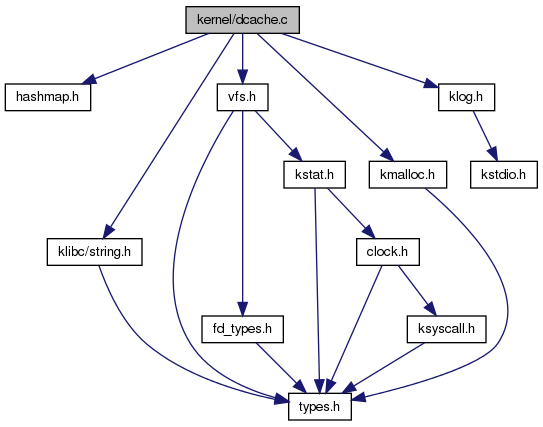 kernel/dcache.c
hashmap.h
vfs.h
klog.h
kstat.h
kmalloc.h
kstdio.h
klibc/string.h
clock.h
fd_types.h
ksyscall.h
types.h